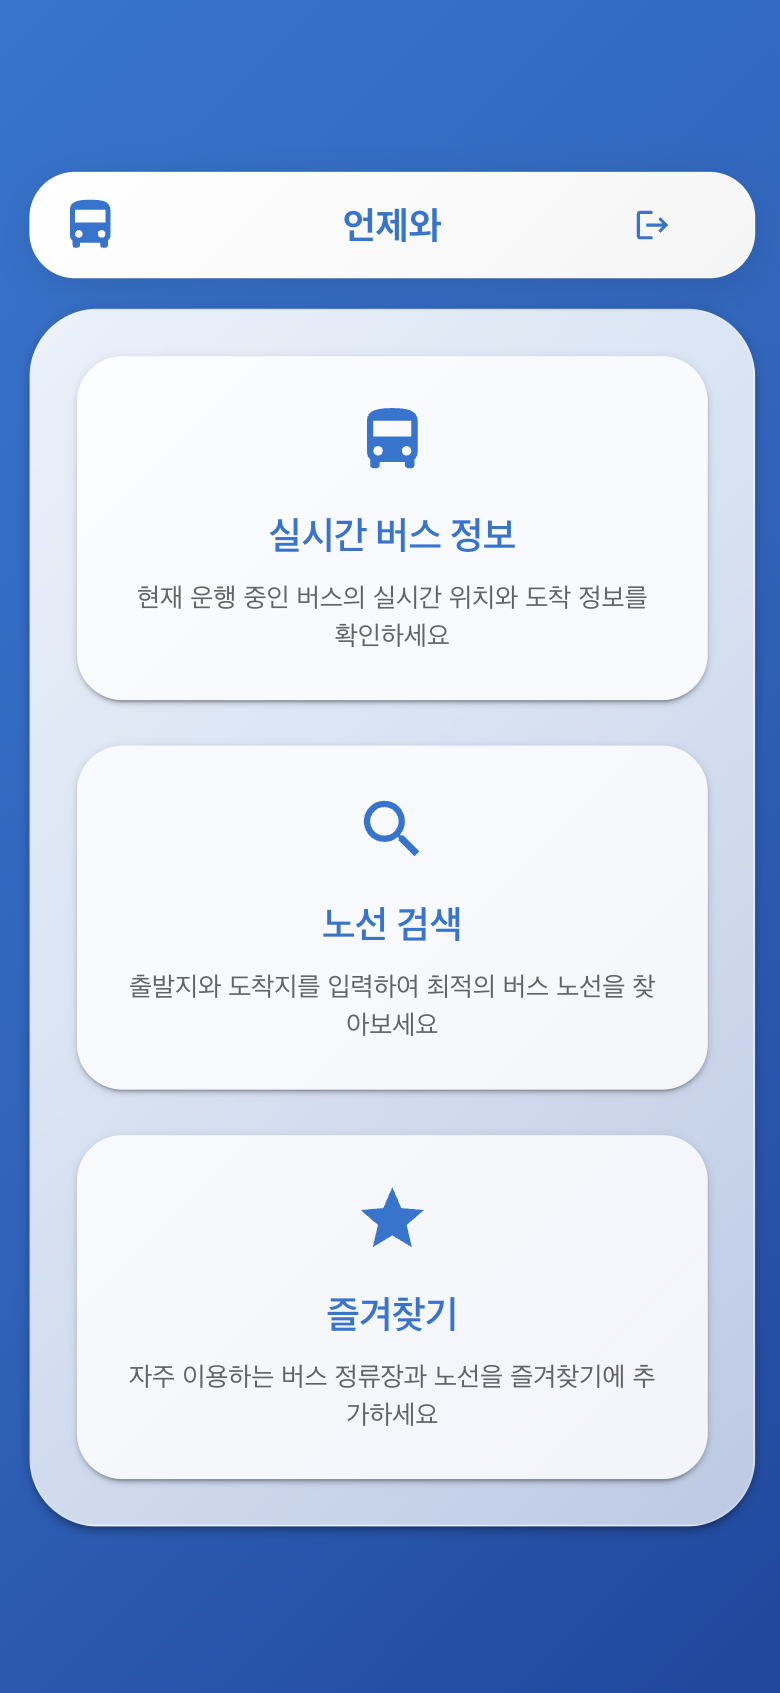 언제와
실시간 버스 정보
현재 운행 중인 버스의 실시간 위치와 도착 정보를
확인하세요
노선 검색
출발지와 도착지를 입력하여 최적의 버스 노선을 찾
아보세요
즐겨찾기
자주 이용하는 버스 정류장과 노선을 즐겨찾기에 추
가하세요